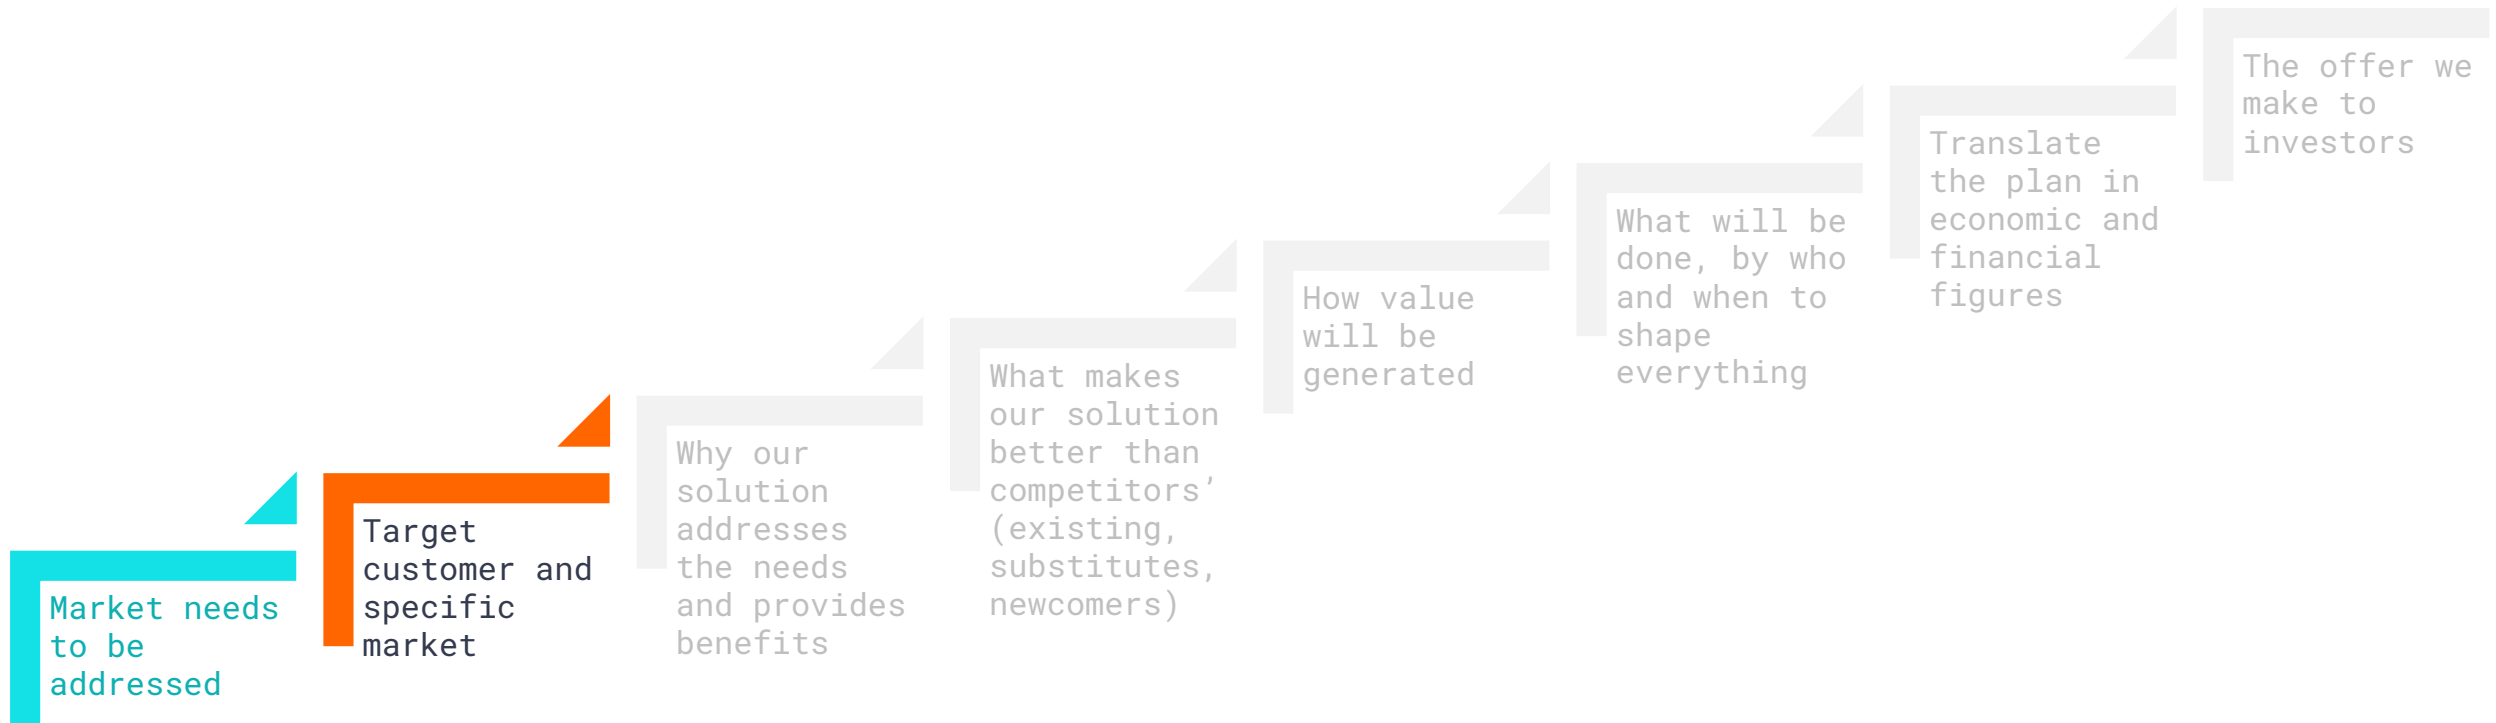 Market needs
to be
addressed
Target
customer and
specific
market
Why our
solution
addresses
the needs
and provides
benefits
What makes
our solution
better than
competitors’
(existing,
substitutes,
newcomers)
How value
will be
generated
What will be
done, by who
and when to
shape
everything
Translate
the plan in
economic and
financial
figures
The offer we
make to
investors